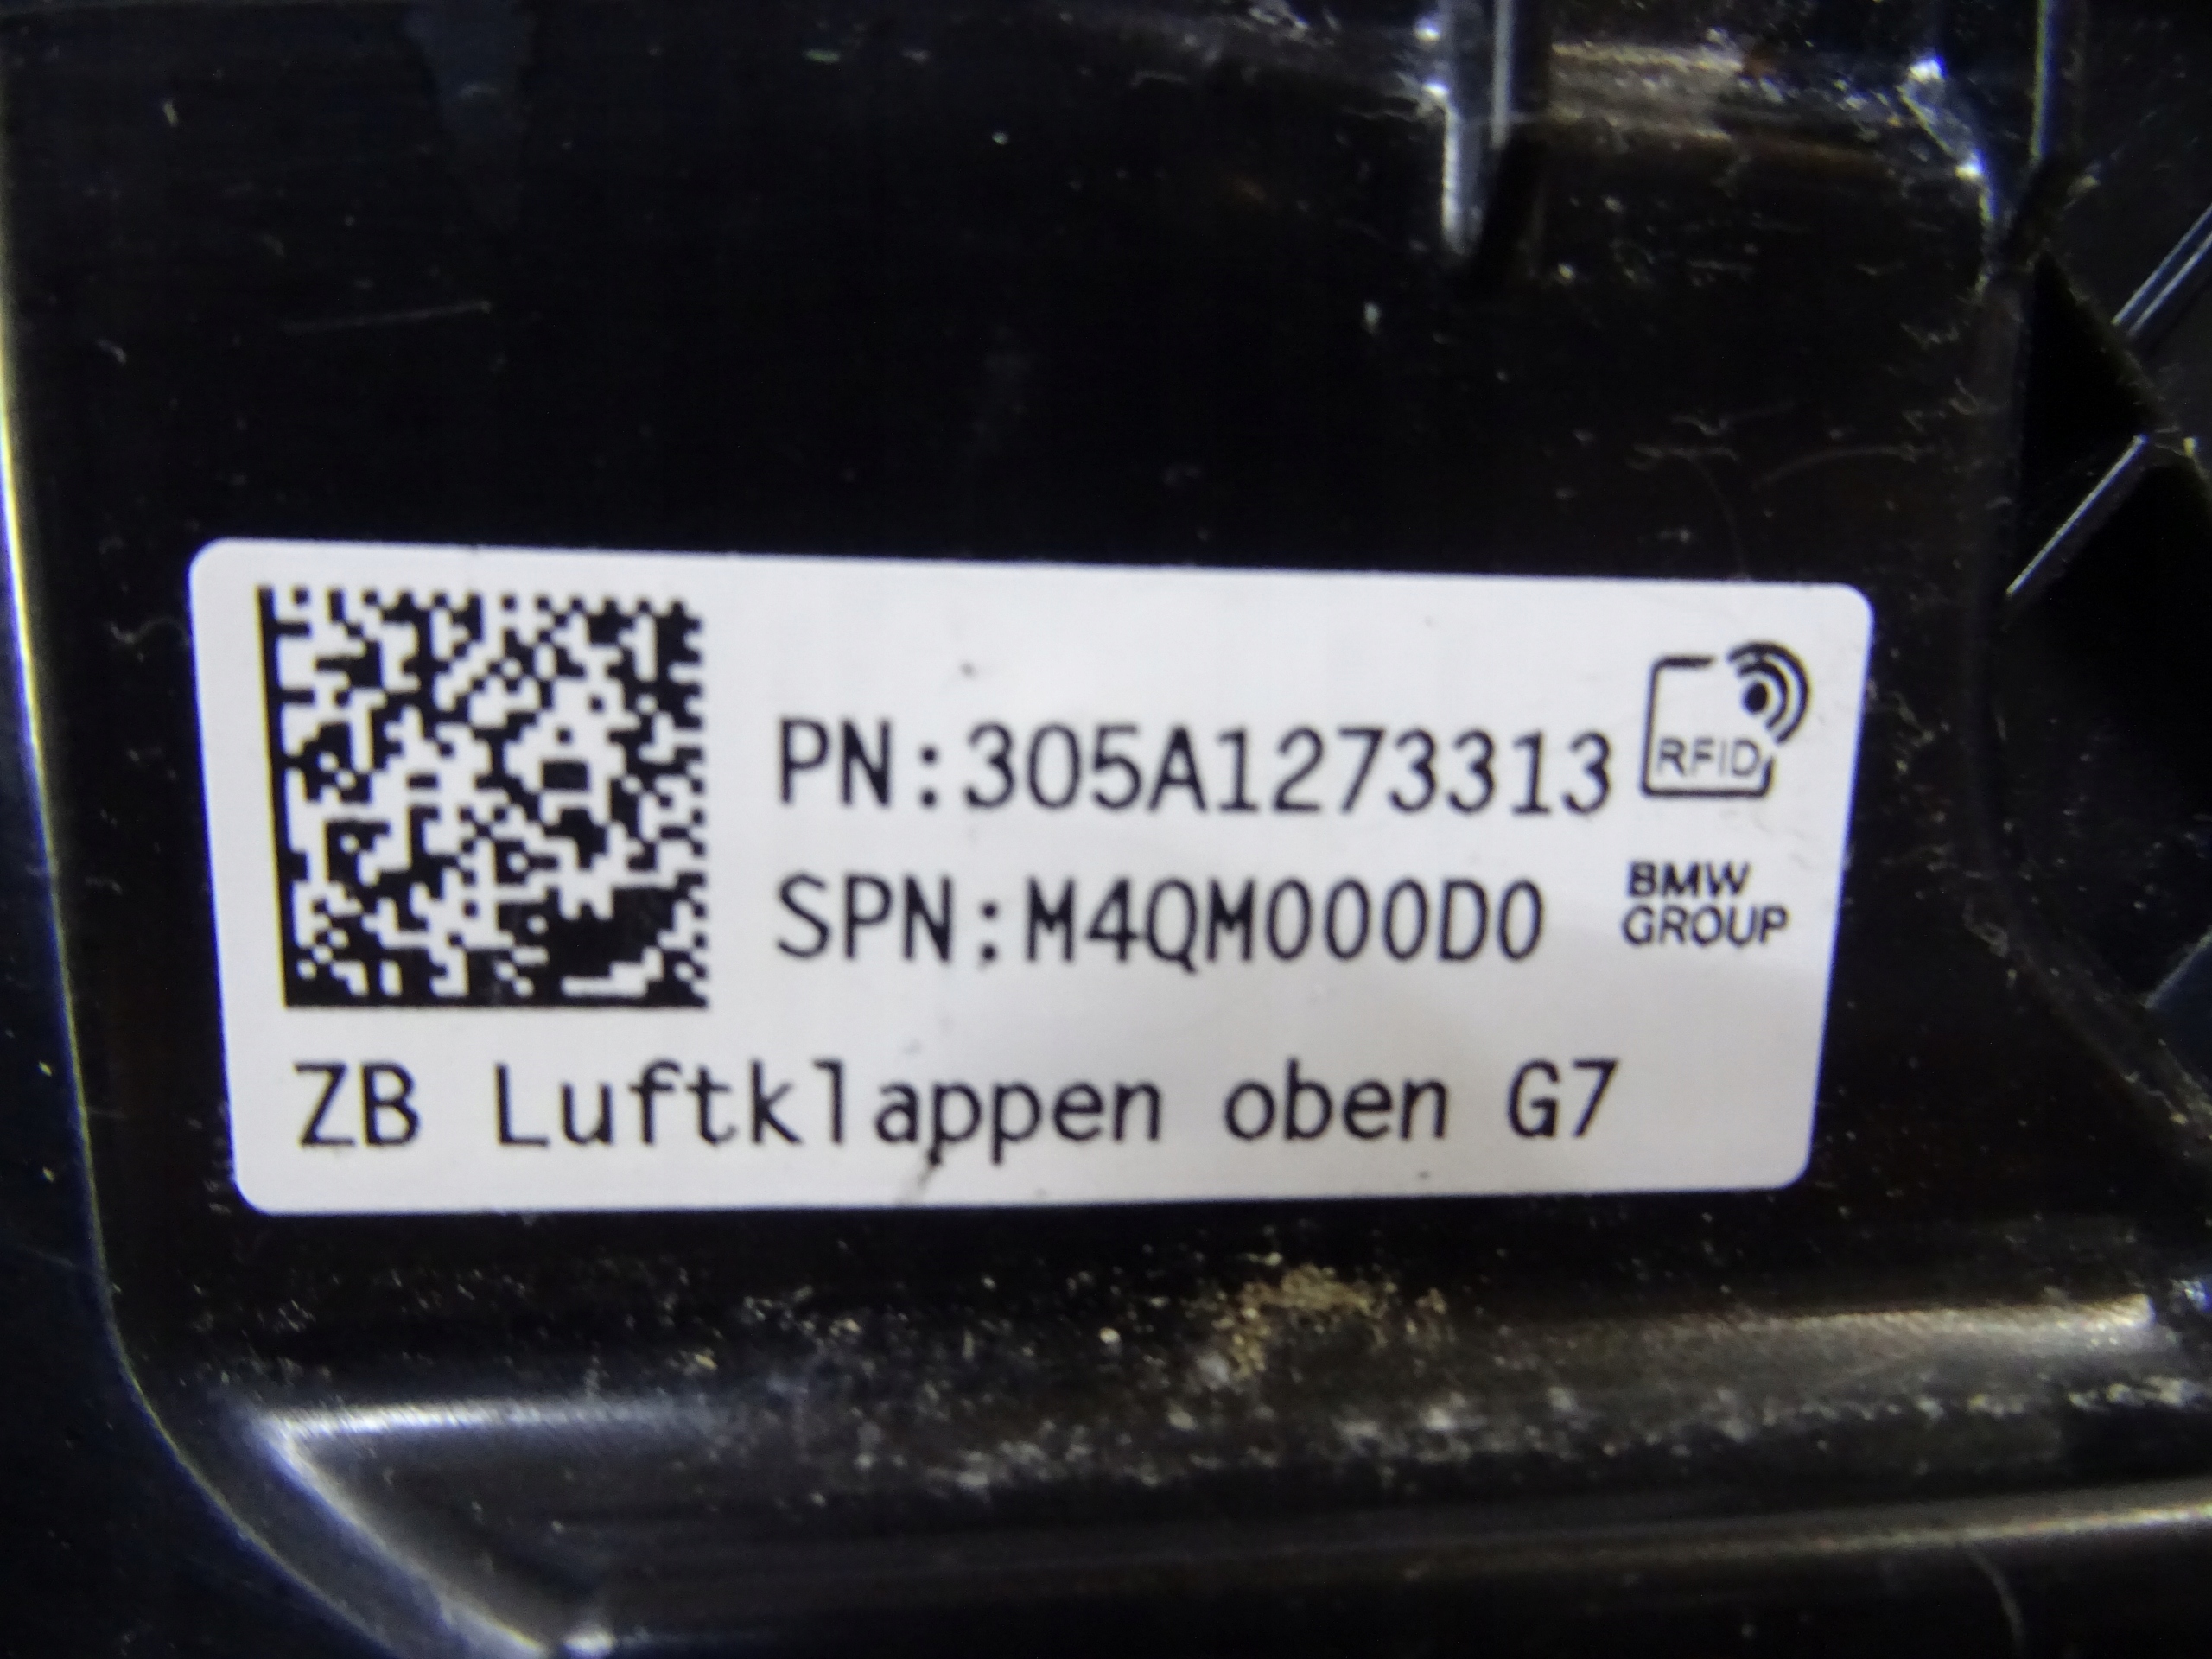 RFID
PN:305A1273313
SPN:M4QM000D0
BMW
GROUP
ZB Luftklappen oben G7